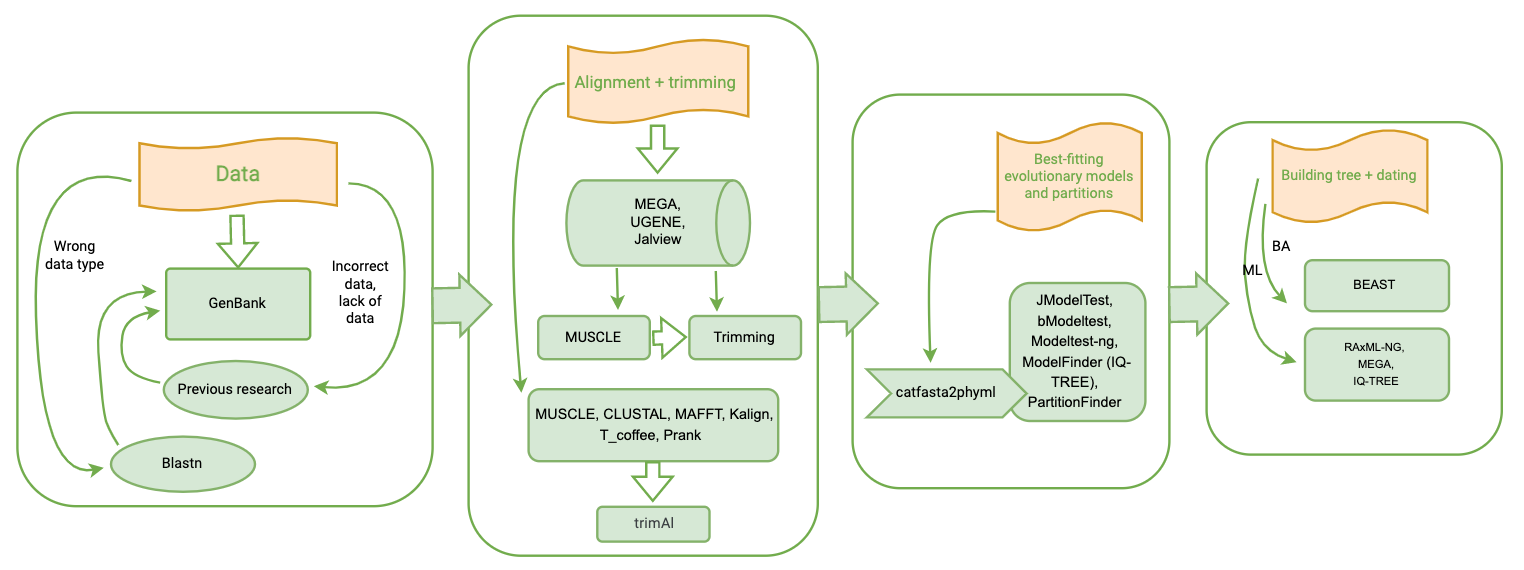 Data
Wrong
data type
Incorrect
data,
lack of
data
GenBank
Previous research
Blastn
Alignment + trimming
MEGA,
UGENE,
Jalview
MUSCLE
Trimming
MUSCLE, CLUSTAL, MAFFT, Kalign,
T_coffee, Prank
trimAl
Best-fitting
evolutionary models
and partitions
catfasta2phyml
JModelTest,
bModeltest,
Modeltest-ng,
ModelFinder (IQ-
TREE),
PartitionFinder
Building tree + dating
BA
ML
BEAST
RAxML-NG,
MEGA,
IQ-TREE